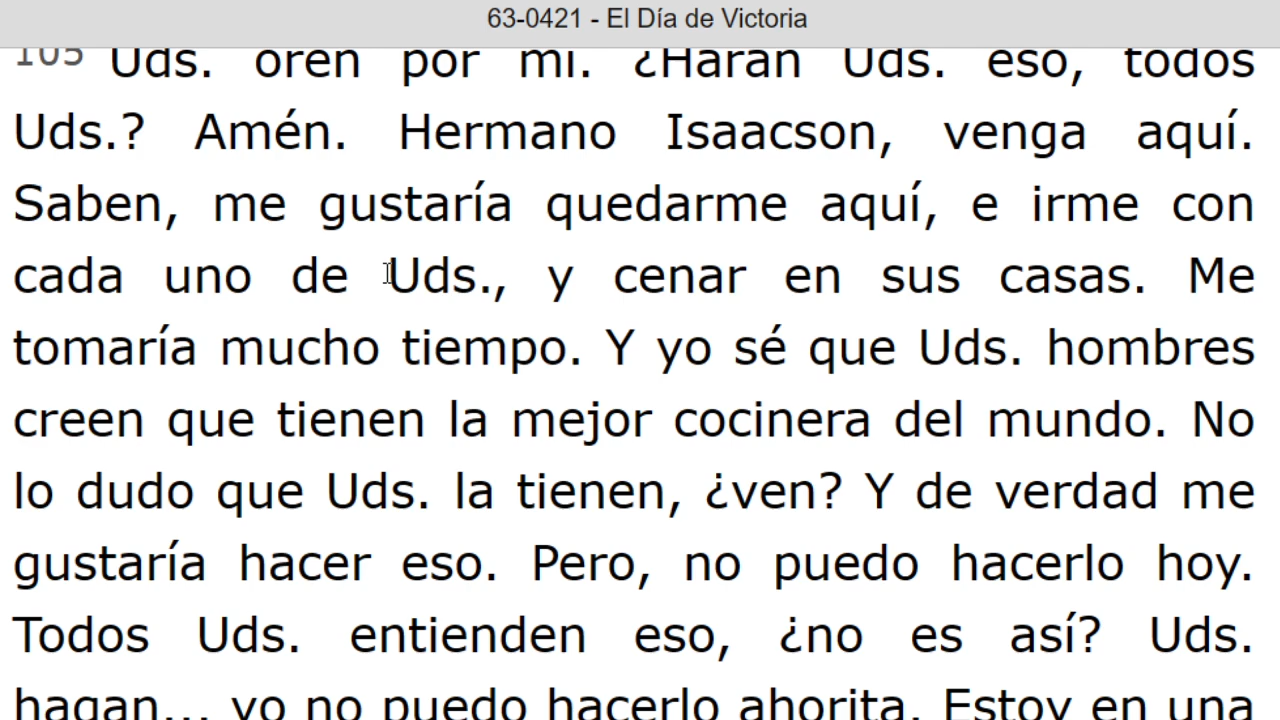 63-0421 - El Día de Victoria
105 Uds. oren por mí. ¿Harán Uds. eso, todos
Uds.? Amén. Hermano Isaacson, venga aquí.
Saben, me gustaría quedarme aquí, e irme con
cada uno de Uds., y cenar en sus casas. Me
tomaría mucho tiempo. Y yo sé que Uds. hombres
creen que tienen la mejor cocinera del mundo. No
lo dudo que Uds. la tienen, ¿ven? Y de verdad me
gustaría hacer eso. Pero, no puedo hacerlo hoy.
Todos Uds. entienden eso, ¿no es así? Uds.
hagan... yo no puedo hacerlo ahorita. Estoy en una